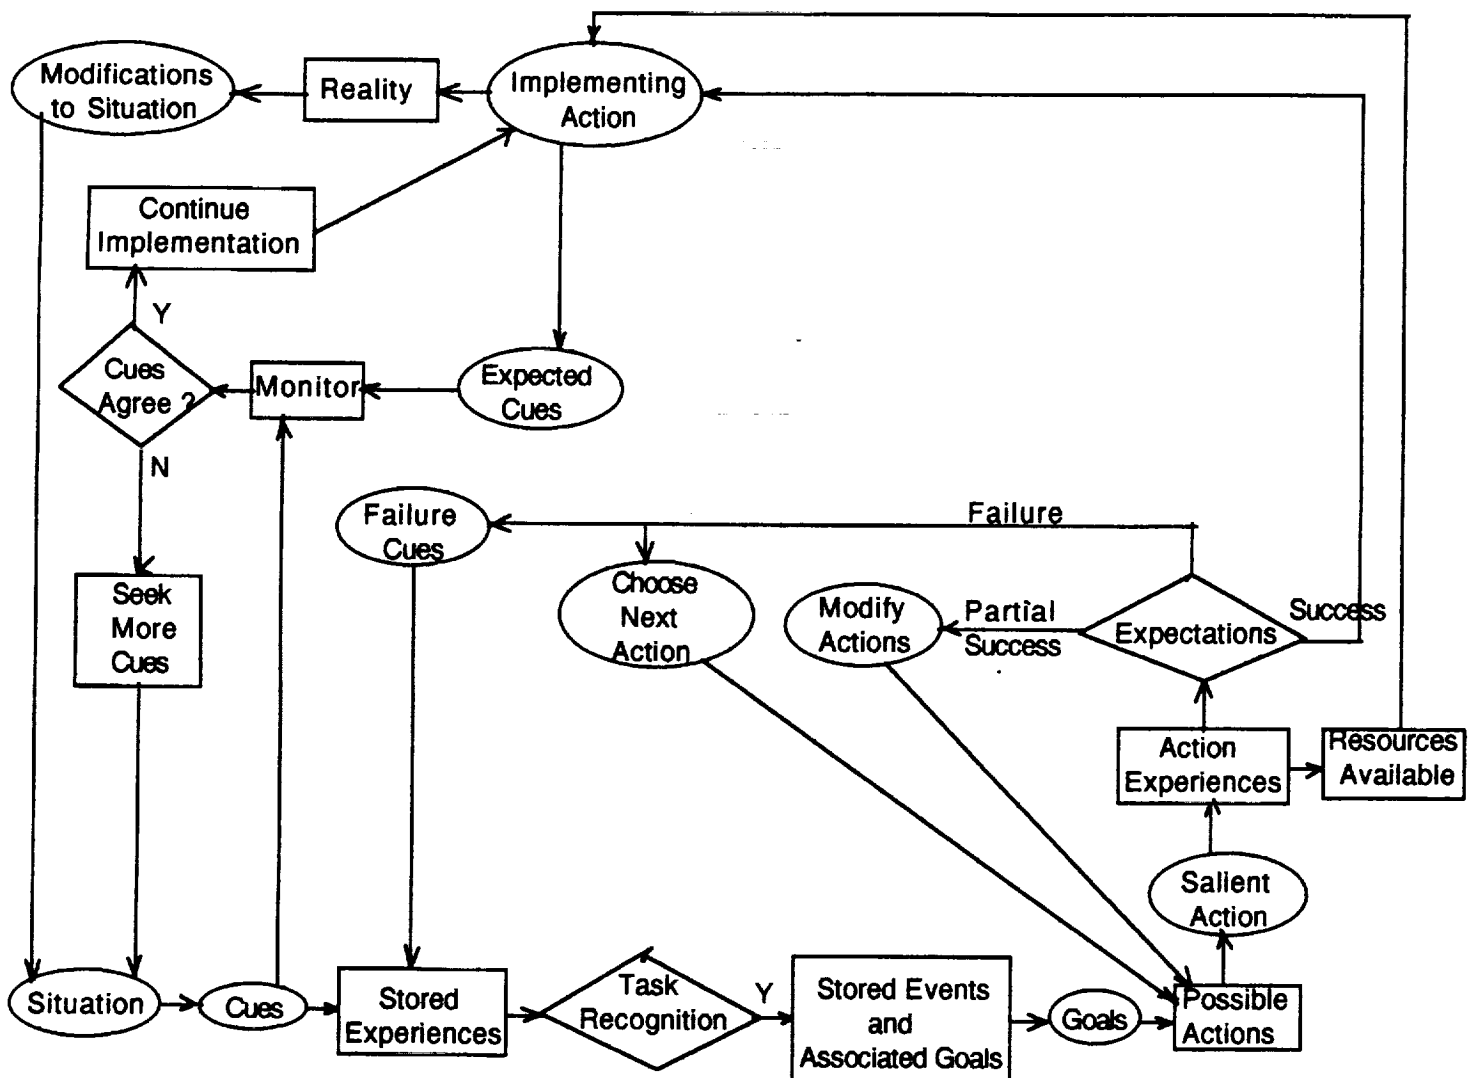 Modifications
to Situation
Reality
Implementing
Action
Continue
Implementation
Y
Cues
Agree ?
Monitor
Expected
Cues
N
Failure
Cues
Failure
Choose
Next
Action
Modify
Actions
Partial
Success
Expectations
Success
Seek
More
Cues
Action
Experiences
Resources
Available
Salient
Action
Situation
Cues
Stored
Experiences
Task
Recognition
Y
Stored Events
and
Associated Goals
Goals
Possible
Actions